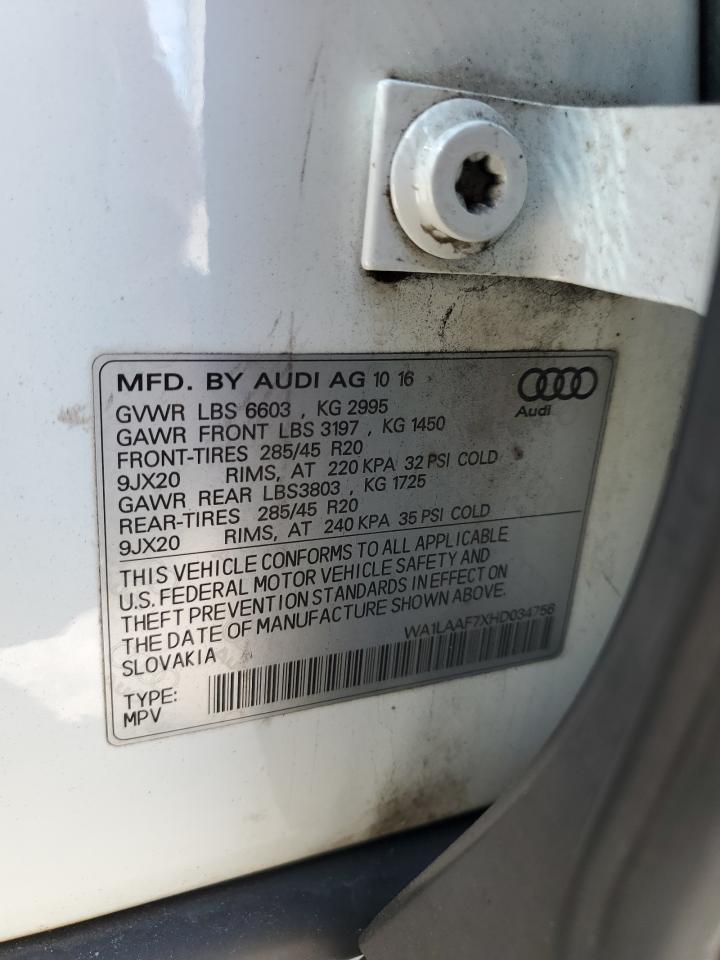 MFD. BY AUDI AG 10 16
Audi
GVWR LBS 6603 , KG 2995
GAWR FRONT LBS 3197 , KG 1450
FRONT-TIRES 285/45 R20
9JX20 RIMS, AT 220 KPA 32 PSI COLD
GAWR REAR LBS3803 , KG 1725
REAR-TIRES 285/45 R20
9JX20 RIMS, AT 240 KPA 35 PSI COLD
THIS VEHICLE CONFORMS TO ALL APPLICABLE
U.S. FEDERAL MOTOR VEHICLE SAFETY AND
THEFT PREVENTION STANDARDS IN EFFECT ON
THE DATE OF MANUFACTURE SHOWN ABOVE.
SLOVAKIA WA1LAAF7XHD034756
TYPE:
MPV